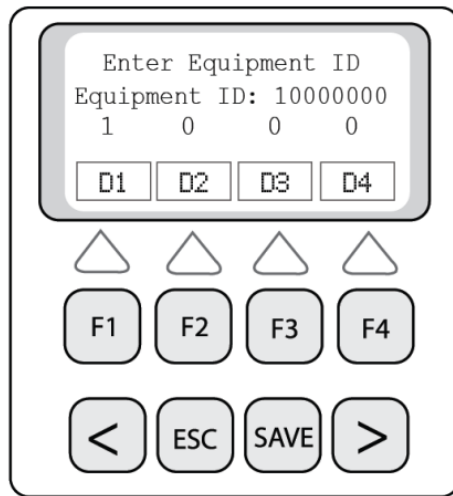 Enter Equipment ID
Equipment ID: 10000000
1 0 0 0
D1 D2 D3 D4
F1 F2 F3 F4
< ESC SAVE >